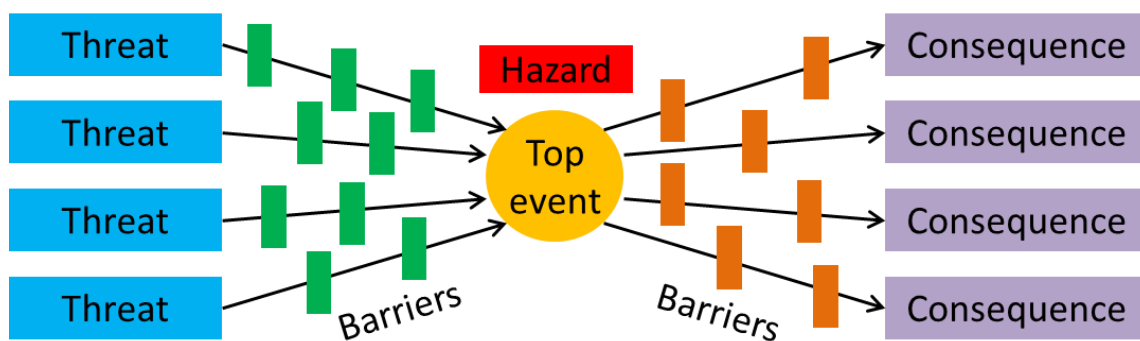 Threat
Threat
Threat
Threat
Barriers
Hazard
Top
event
Barriers
Consequence
Consequence
Consequence
Consequence